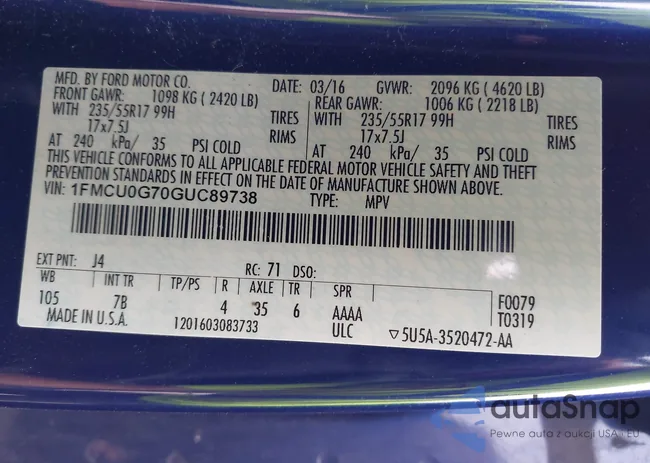 MFD. BY FORD MOTOR CO.
DATE: 03/16 GVWR: 2096 KG ( 4620 LB)
FRONT GAWR: 1098 KG ( 2420 LB) REAR GAWR: 1006 KG ( 2218 LB)
WITH 235/55R17 99H TIRES WITH 235/55R17 99H TIRES
17x7.5J RIMS 17x7.5J RIMS
AT 240 kPa/ 35 PSI COLD AT 240 kPa/ 35 PSI COLD
THIS VEHICLE CONFORMS TO ALL APPLICABLE FEDERAL MOTOR VEHICLE SAFETY AND THEFT
PREVENTION STANDARDS IN EFFECT ON THE DATE OF MANUFACTURE SHOWN ABOVE.
VIN: 1FMCU0G70GUC89738 TYPE: MPV
EXT PNT: J4 RC: 71 DSO:
WB INT TR TP/PS R AXLE TR SPR F0079
105 7B 4 35 6 AAAA T0319
MADE IN U.S.A. 1201603083733 ULC ▽5U5A-3520472-AA
autoSnap
Pewne auta z aukcji USA i EU